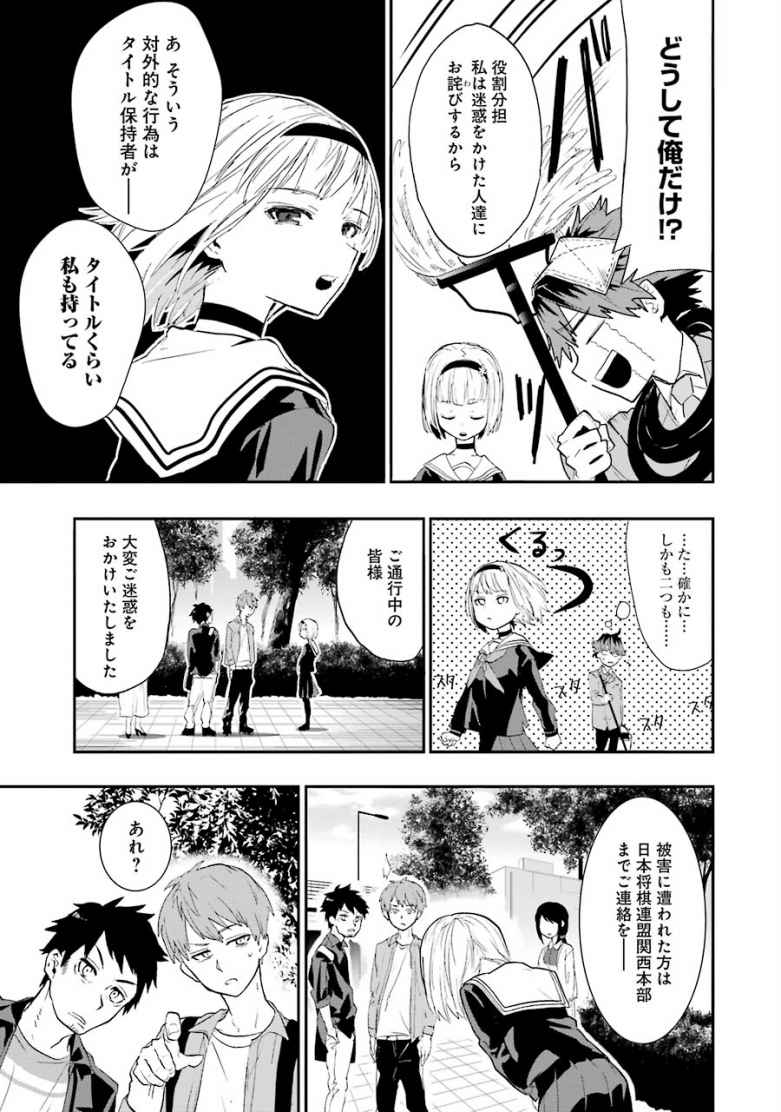 どうして俺だけ!?
役割分担
私は迷惑をかけた人達に
お詫びするから
わ
あ そういう
対外的な行為は
タイトル保持者が――
タイトルくらい
私も持ってる
…た…確かに…
しかも二つも……
くるっ
スタ
スタ
スタ
スタ
ご通行中の
皆様
大変ご迷惑を
おかけいたしました
被害に遭われた方は
日本将棋連盟関西本部
までご連絡を――
あれ?